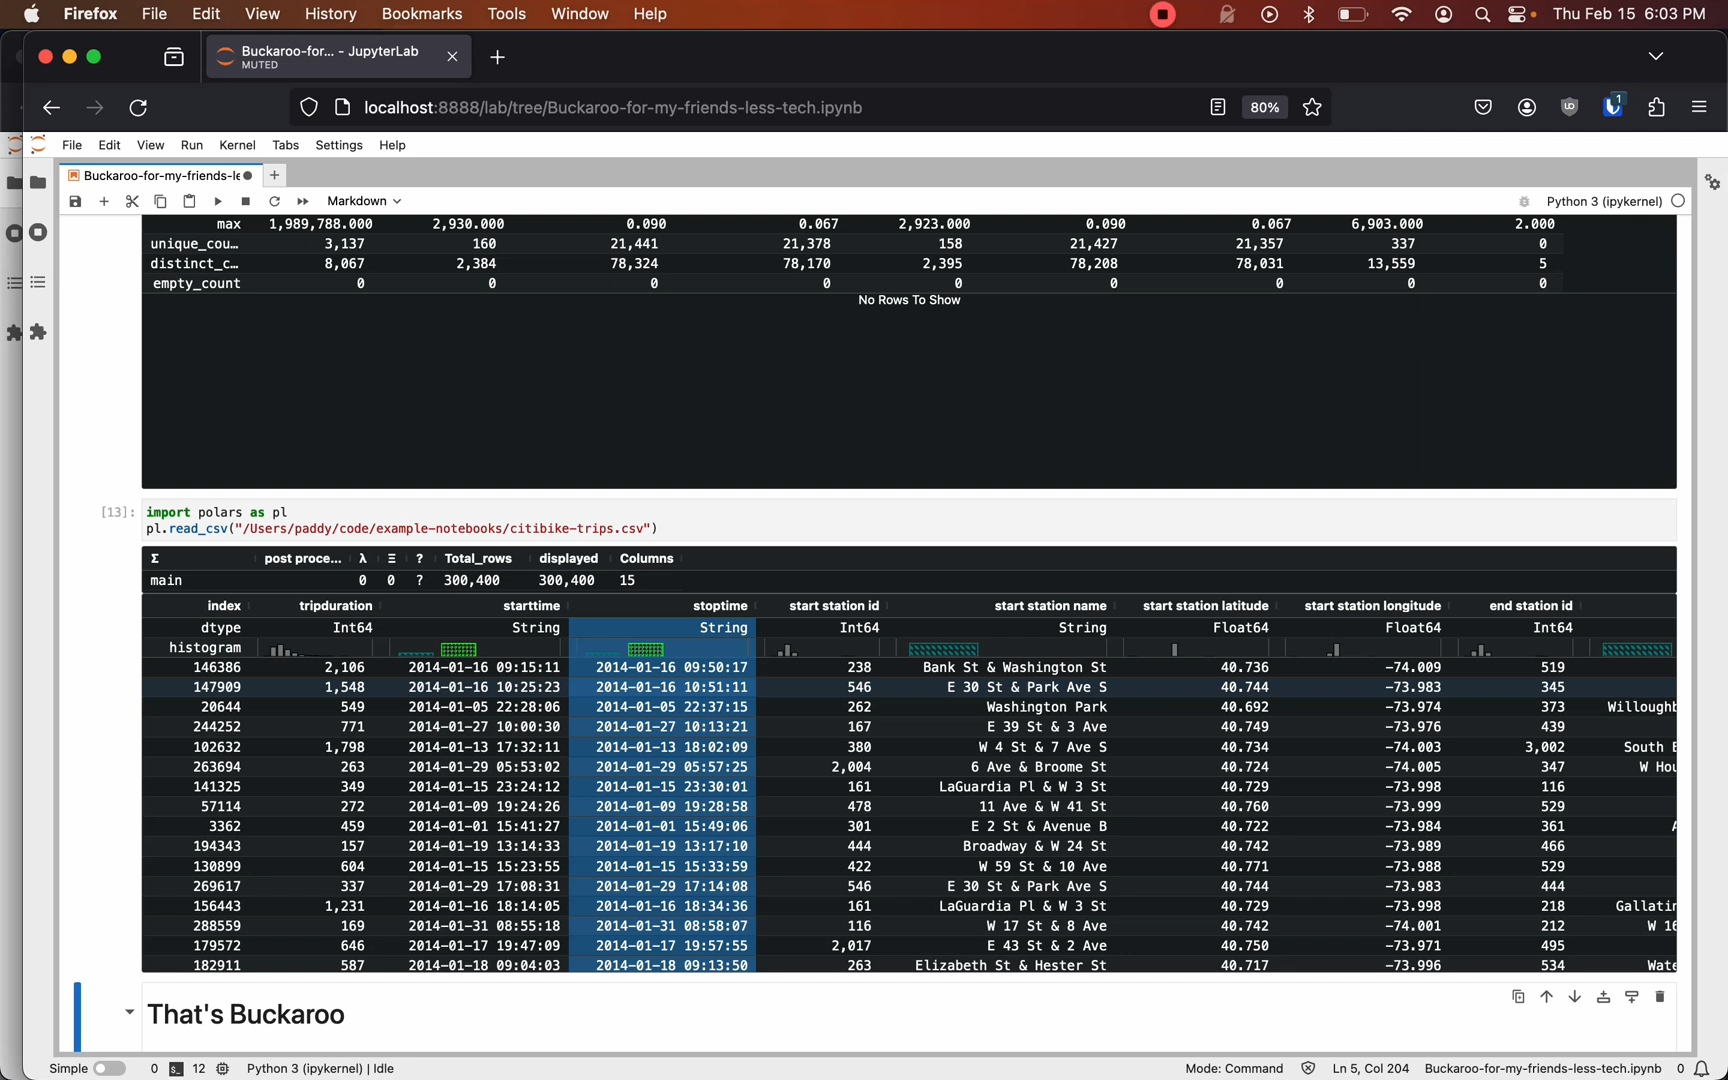 Firefox File Edit View History Bookmarks Tools Window Help Thu Feb 15 6:03 PM
Buckaroo-for... - JupyterLab
MUTED
localhost:8888/lab/tree/Buckaroo-for-my-friends-less-tech.ipynb 80% 1
File Edit View Run Kernel Tabs Settings Help
Buckaroo-for-my-friends-le
Markdown Python 3 (ipykernel)
max 1,989,788.000 2,930.000 0.090 0.067 2,923.000 0.090 0.067 6,903.000 2.000
unique_cou… 3,137 160 21,441 21,378 158 21,427 21,357 337 0
distinct_c… 8,067 2,384 78,324 78,170 2,395 78,208 78,031 13,559 5
empty_count 0 0 0 0 0 0 0 0 0
No Rows To Show
[13]: import polars as pl
pl.read_csv("/Users/paddy/code/example-notebooks/citibike-trips.csv")
Σ post proce… λ Ξ ? Total_rows displayed Columns
main 0 0 ? 300,400 300,400 15
index tripduration starttime stoptime start station id start station name start station latitude start station longitude end station id
dtype Int64 String String Int64 String Float64 Float64 Int64
histogram
146386 2,106 2014-01-16 09:15:11 2014-01-16 09:50:17 238 Bank St & Washington St 40.736 -74.009 519
147909 1,548 2014-01-16 10:25:23 2014-01-16 10:51:11 546 E 30 St & Park Ave S 40.744 -73.983 345
20644 549 2014-01-05 22:28:06 2014-01-05 22:37:15 262 Washington Park 40.692 -73.974 373 Willough
244252 771 2014-01-27 10:00:30 2014-01-27 10:13:21 167 E 39 St & 3 Ave 40.749 -73.976 439
102632 1,798 2014-01-13 17:32:11 2014-01-13 18:02:09 380 W 4 St & 7 Ave S 40.734 -74.003 3,002 South
263694 263 2014-01-29 05:53:02 2014-01-29 05:57:25 2,004 6 Ave & Broome St 40.724 -74.005 347 W Hou
141325 349 2014-01-15 23:24:12 2014-01-15 23:30:01 161 LaGuardia Pl & W 3 St 40.729 -73.998 116
57114 272 2014-01-09 19:24:26 2014-01-09 19:28:58 478 11 Ave & W 41 St 40.760 -73.999 529
3362 459 2014-01-01 15:41:27 2014-01-01 15:49:06 301 E 2 St & Avenue B 40.722 -73.984 361
194343 157 2014-01-19 13:14:33 2014-01-19 13:17:10 444 Broadway & W 24 St 40.742 -73.989 466
130899 604 2014-01-15 15:23:55 2014-01-15 15:33:59 422 W 59 St & 10 Ave 40.771 -73.988 529
269617 337 2014-01-29 17:08:31 2014-01-29 17:14:08 546 E 30 St & Park Ave S 40.744 -73.983 444
156443 1,231 2014-01-16 18:14:05 2014-01-16 18:34:36 161 LaGuardia Pl & W 3 St 40.729 -73.998 218 Gallatin
288559 169 2014-01-31 08:55:18 2014-01-31 08:58:07 116 W 17 St & 8 Ave 40.742 -74.001 212 W 16
179572 646 2014-01-17 19:47:09 2014-01-17 19:57:55 2,017 E 43 St & 2 Ave 40.750 -73.971 495
182911 587 2014-01-18 09:04:03 2014-01-18 09:13:50 263 Elizabeth St & Hester St 40.717 -73.996 534 Wate
That's Buckaroo
Simple 0 12 Python 3 (ipykernel) | Idle Mode: Command Ln 5, Col 204 Buckaroo-for-my-friends-less-tech.ipynb 0